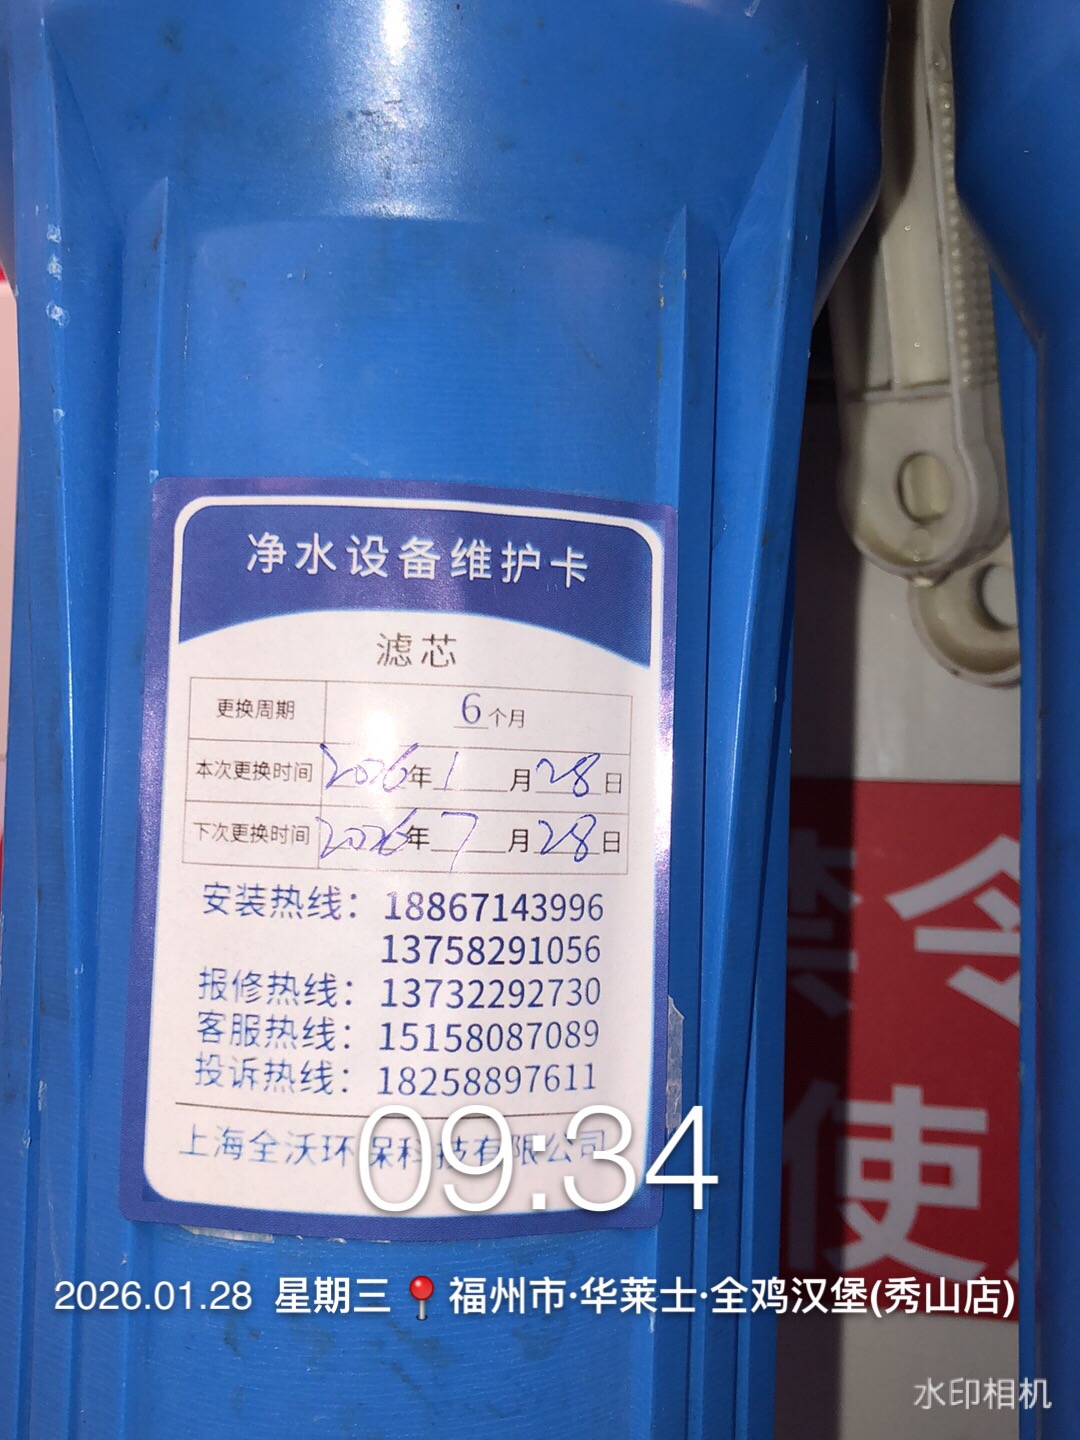 净水设备维护卡
滤芯
更换周期 6个月
本次更换时间 2026年1月28日
下次更换时间 2026年7月28日
安装热线：18867143996
13758291056
报修热线：13732292730
客服热线：15158087089
投诉热线：18258897611
上海全沃环保科技有限公司
09:34
2026.01.28 星期三 福州市·华莱士·全鸡汉堡(秀山店)
水印相机
禁令
使